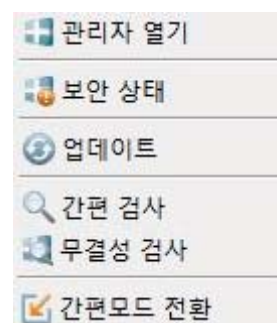 관리자 열기
보안 상태
업데이트
간편 검사
무결성 검사
간편모드 전환